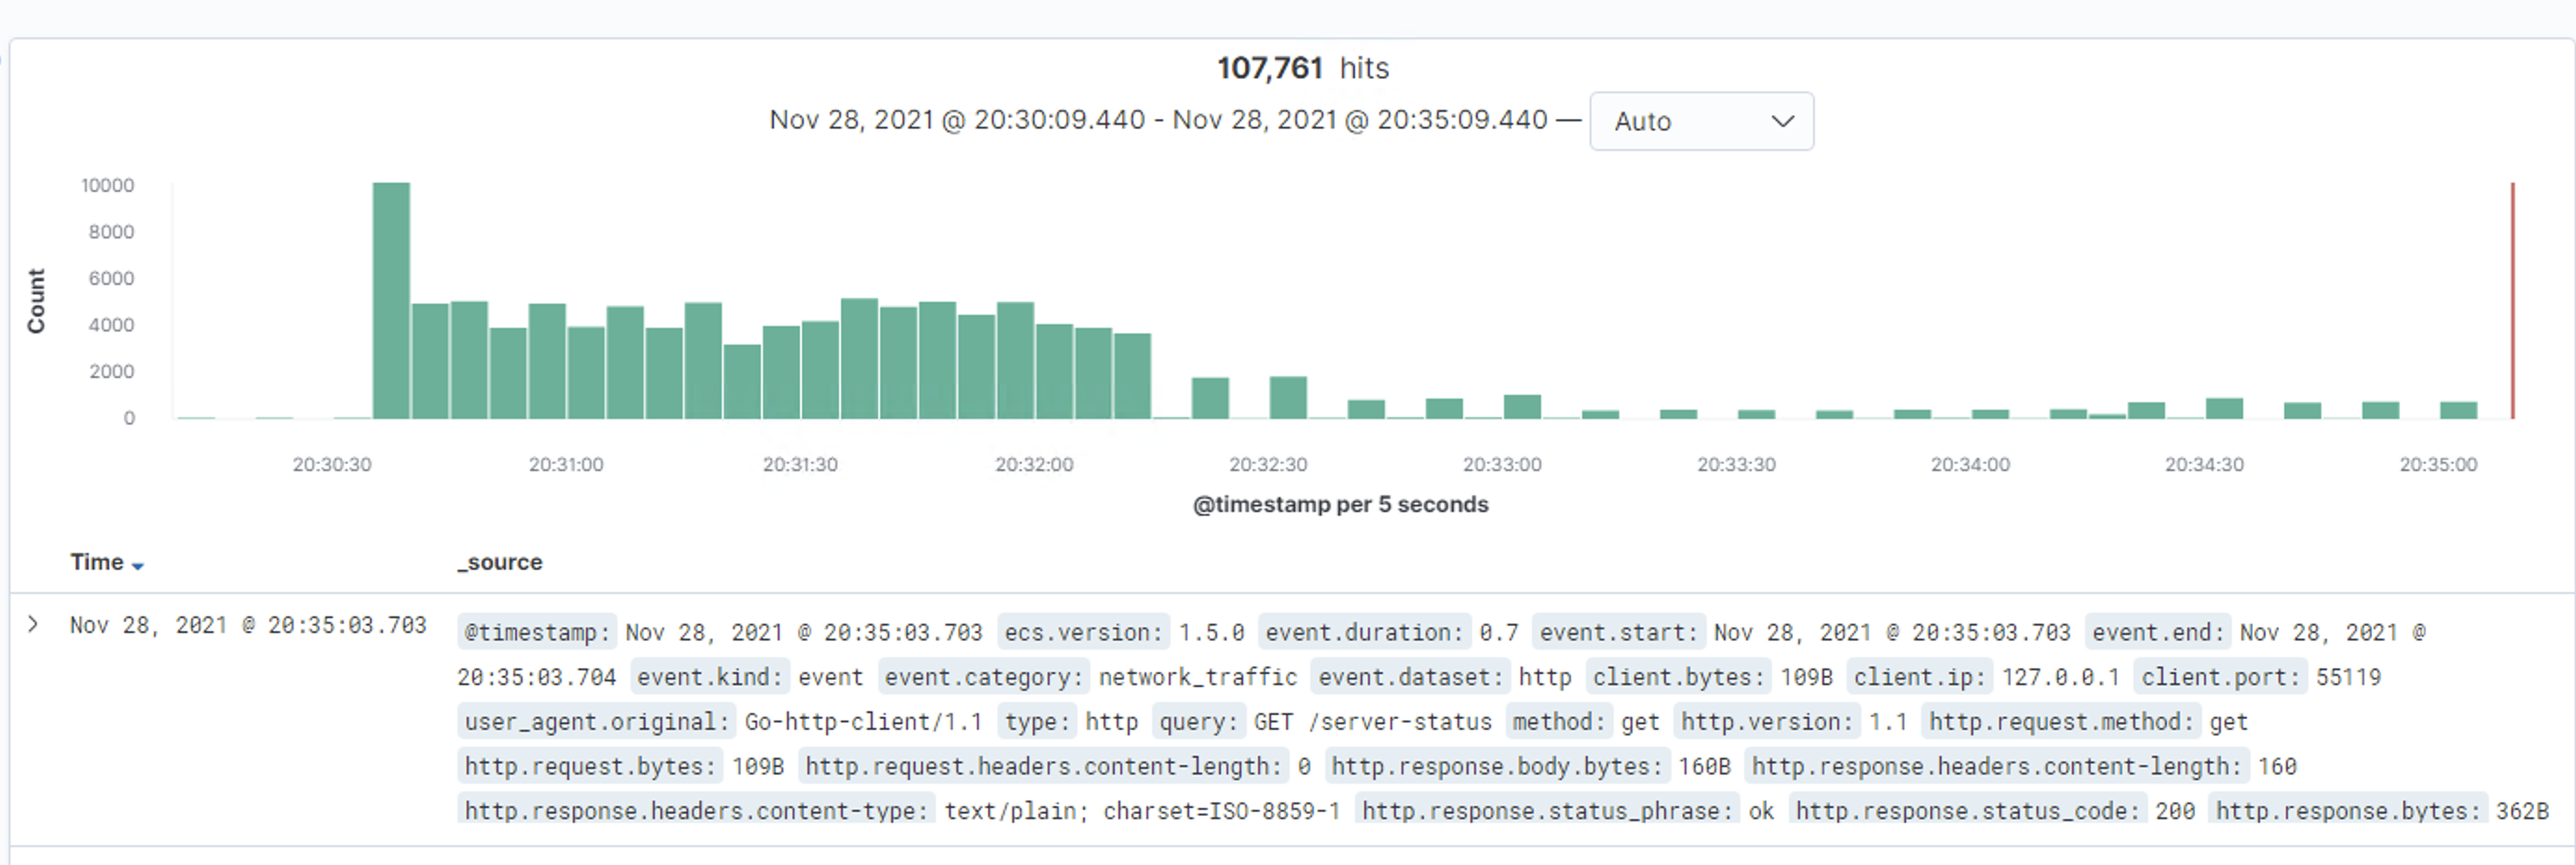 107,761 hits
Nov 28, 2021 @ 20:30:09.440 - Nov 28, 2021 @ 20:35:09.440 — Auto
Count
10000
8000
6000
4000
2000
0
20:30:30 20:31:00 20:31:30 20:32:00 20:32:30 20:33:00 20:33:30 20:34:00 20:34:30 20:35:00
@timestamp per 5 seconds
Time _source
Nov 28, 2021 @ 20:35:03.703 @timestamp: Nov 28, 2021 @ 20:35:03.703 ecs.version: 1.5.0 event.duration: 0.7 event.start: Nov 28, 2021 @ 20:35:03.703 event.end: Nov 28, 2021 @
20:35:03.704 event.kind: event event.category: network_traffic event.dataset: http client.bytes: 109B client.ip: 127.0.0.1 client.port: 55119
user_agent.original: Go-http-client/1.1 type: http query: GET /server-status method: get http.version: 1.1 http.request.method: get
http.request.bytes: 109B http.request.headers.content-length: 0 http.response.body.bytes: 160B http.response.headers.content-length: 160
http.response.headers.content-type: text/plain; charset=ISO-8859-1 http.response.status_phrase: ok http.response.status_code: 200 http.response.bytes: 362B